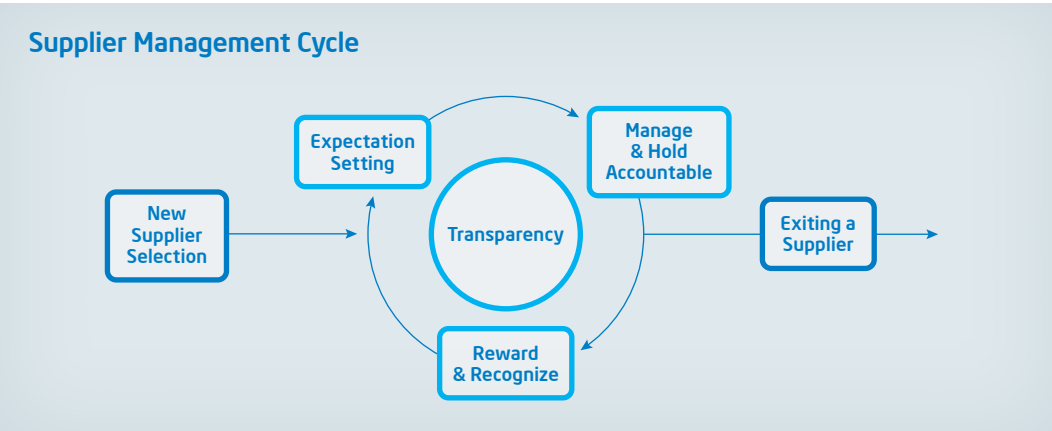 Supplier Management Cycle
Expectation
Setting
Manage
& Hold
Accountable
New
Supplier
Selection
Transparency
Exiting a
Supplier
Reward
& Recognize